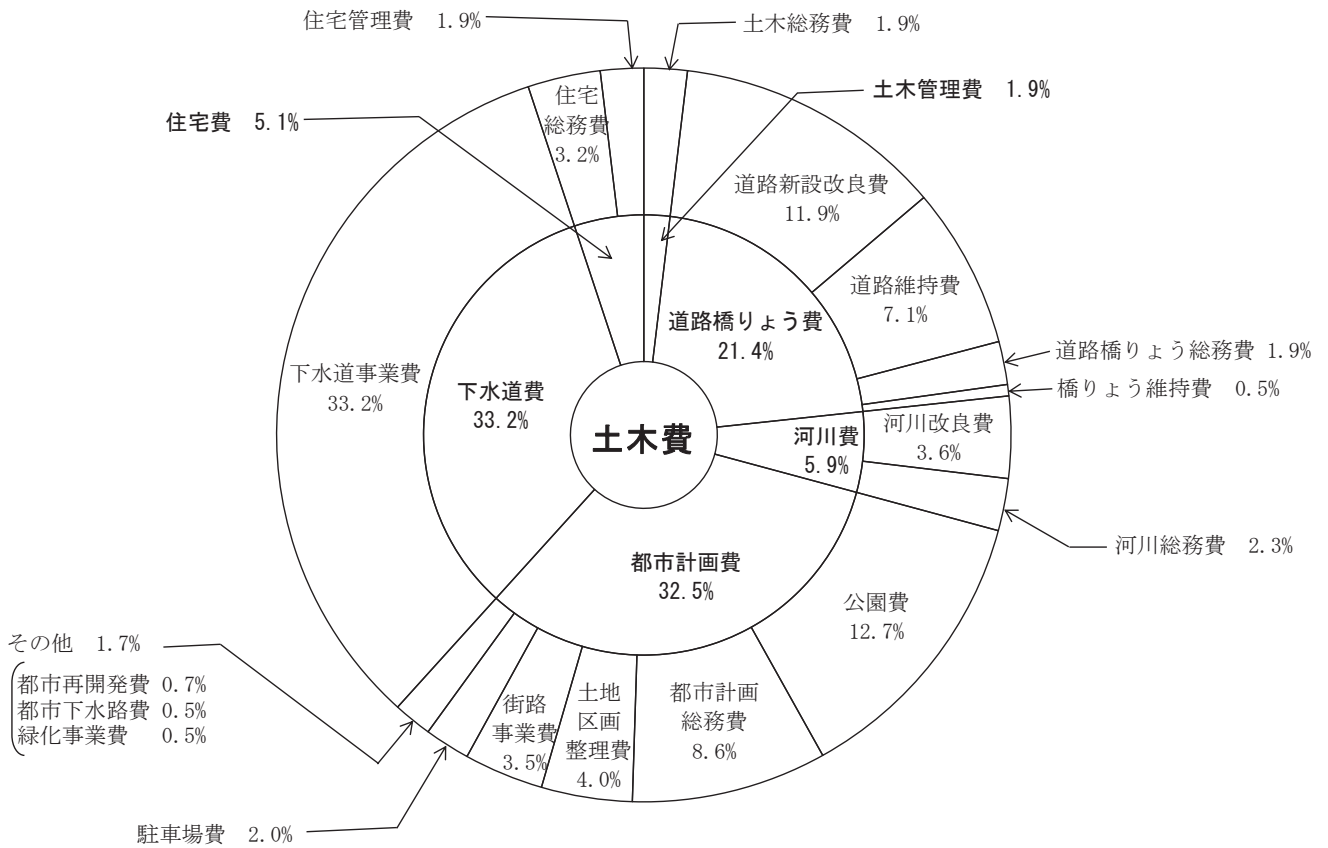 住宅管理費 1.9%
土木総務費 1.9%
土木管理費 1.9%
住宅費 5.1%
住宅
総務費
3.2%
道路新設改良費
11.9%
道路維持費
7.1%
道路橋りょう費
21.4%
道路橋りょう総務費 1.9%
橋りょう維持費 0.5%
下水道事業費
33.2%
下水道費
33.2%
土木費
河川費
5.9%
河川改良費
3.6%
河川総務費 2.3%
都市計画費
32.5%
公園費
12.7%
その他 1.7%
都市再開発費 0.7%
都市下水路費 0.5%
緑化事業費 0.5%
街路
事業費
3.5%
土地
区画
整理費
4.0%
都市計画
総務費
8.6%
駐車場費 2.0%